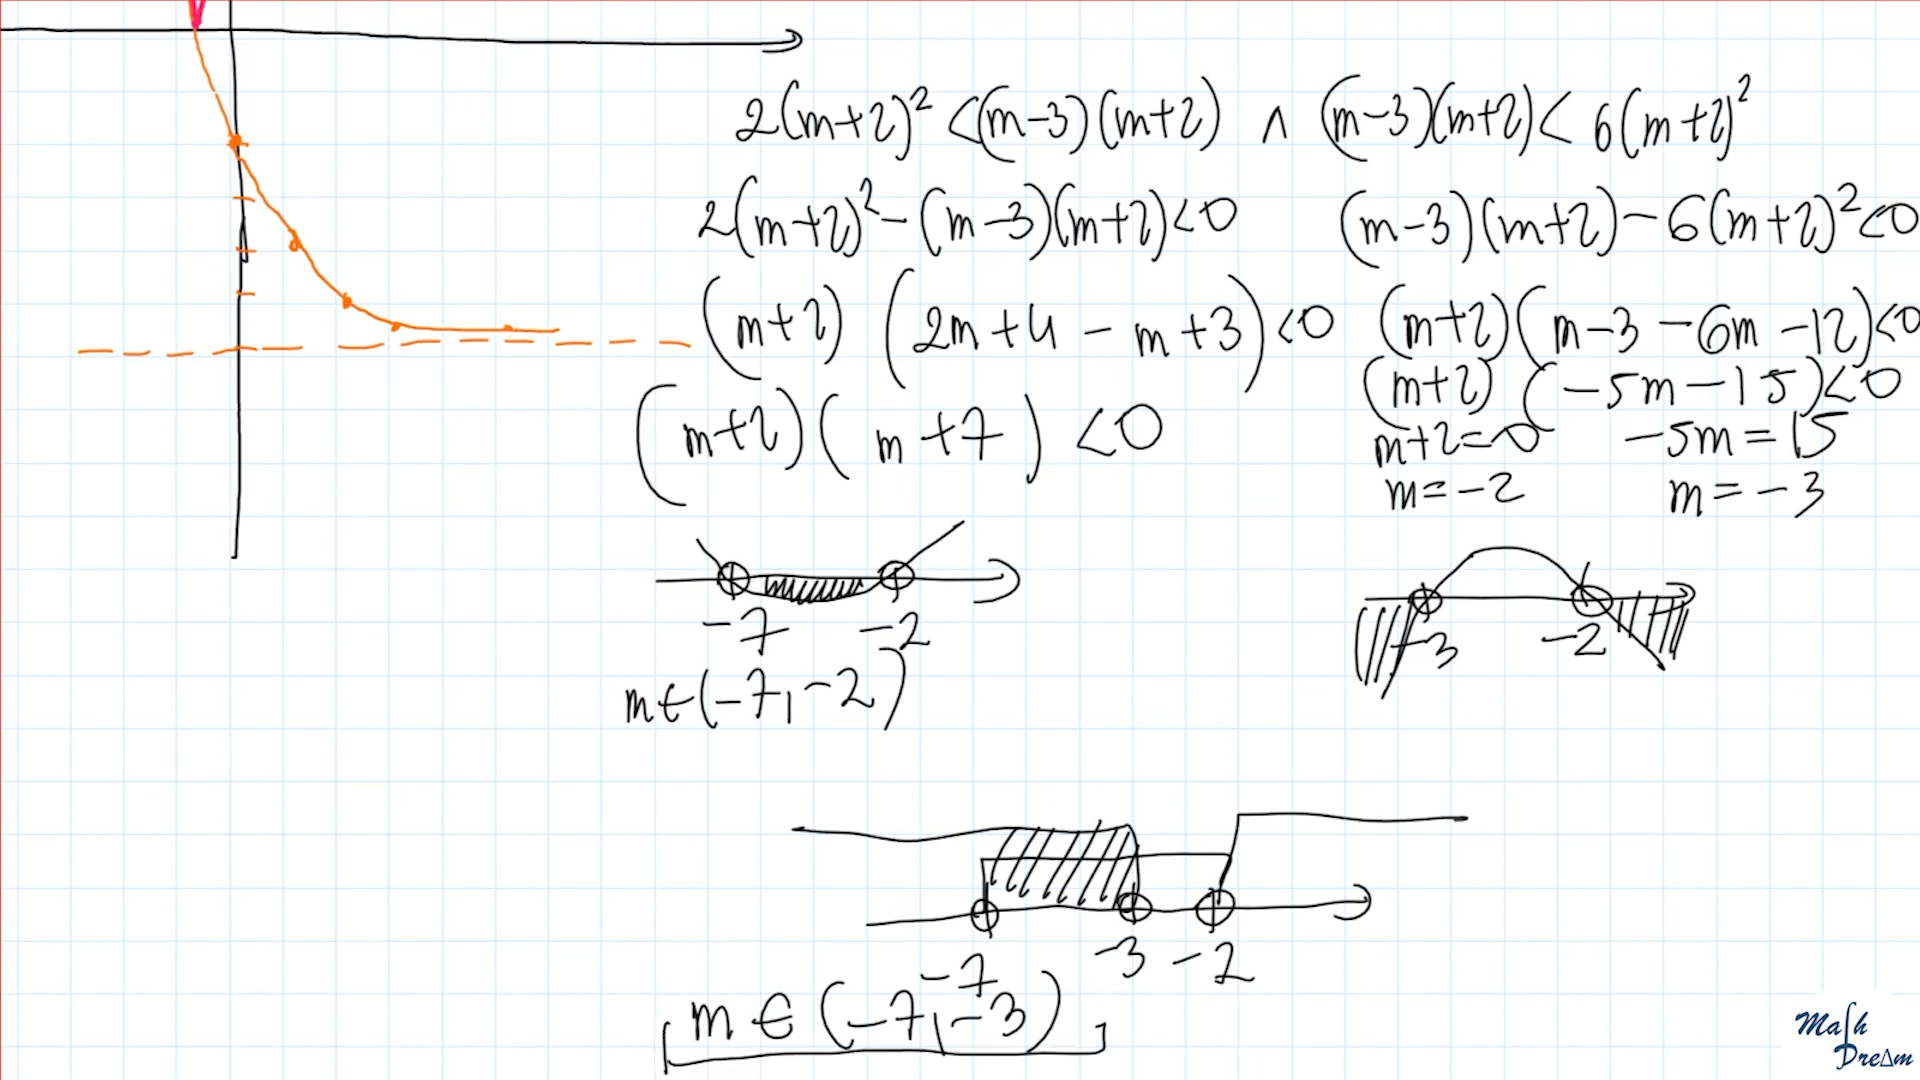 2(m+2)² < (m-3)(m+2) ∧ (m-3)(m+2) < 6(m+2)²
2(m+2)² - (m-3)(m+2) < 0
(m-3)(m+2) - 6(m+2)² < 0
(m+2) (2m+4 - m+3) < 0
(m+2)(m-3 -6m -12) < 0
(m+2) (-5m-15) < 0
(m+2)(m+7) < 0
m+2=0 -5m=15
m=-2 m=-3
-7 -2
-3 -2
m∈(-7,-2)
-7 -3 -2
m ∈ (-7,-3)
Math
Dream